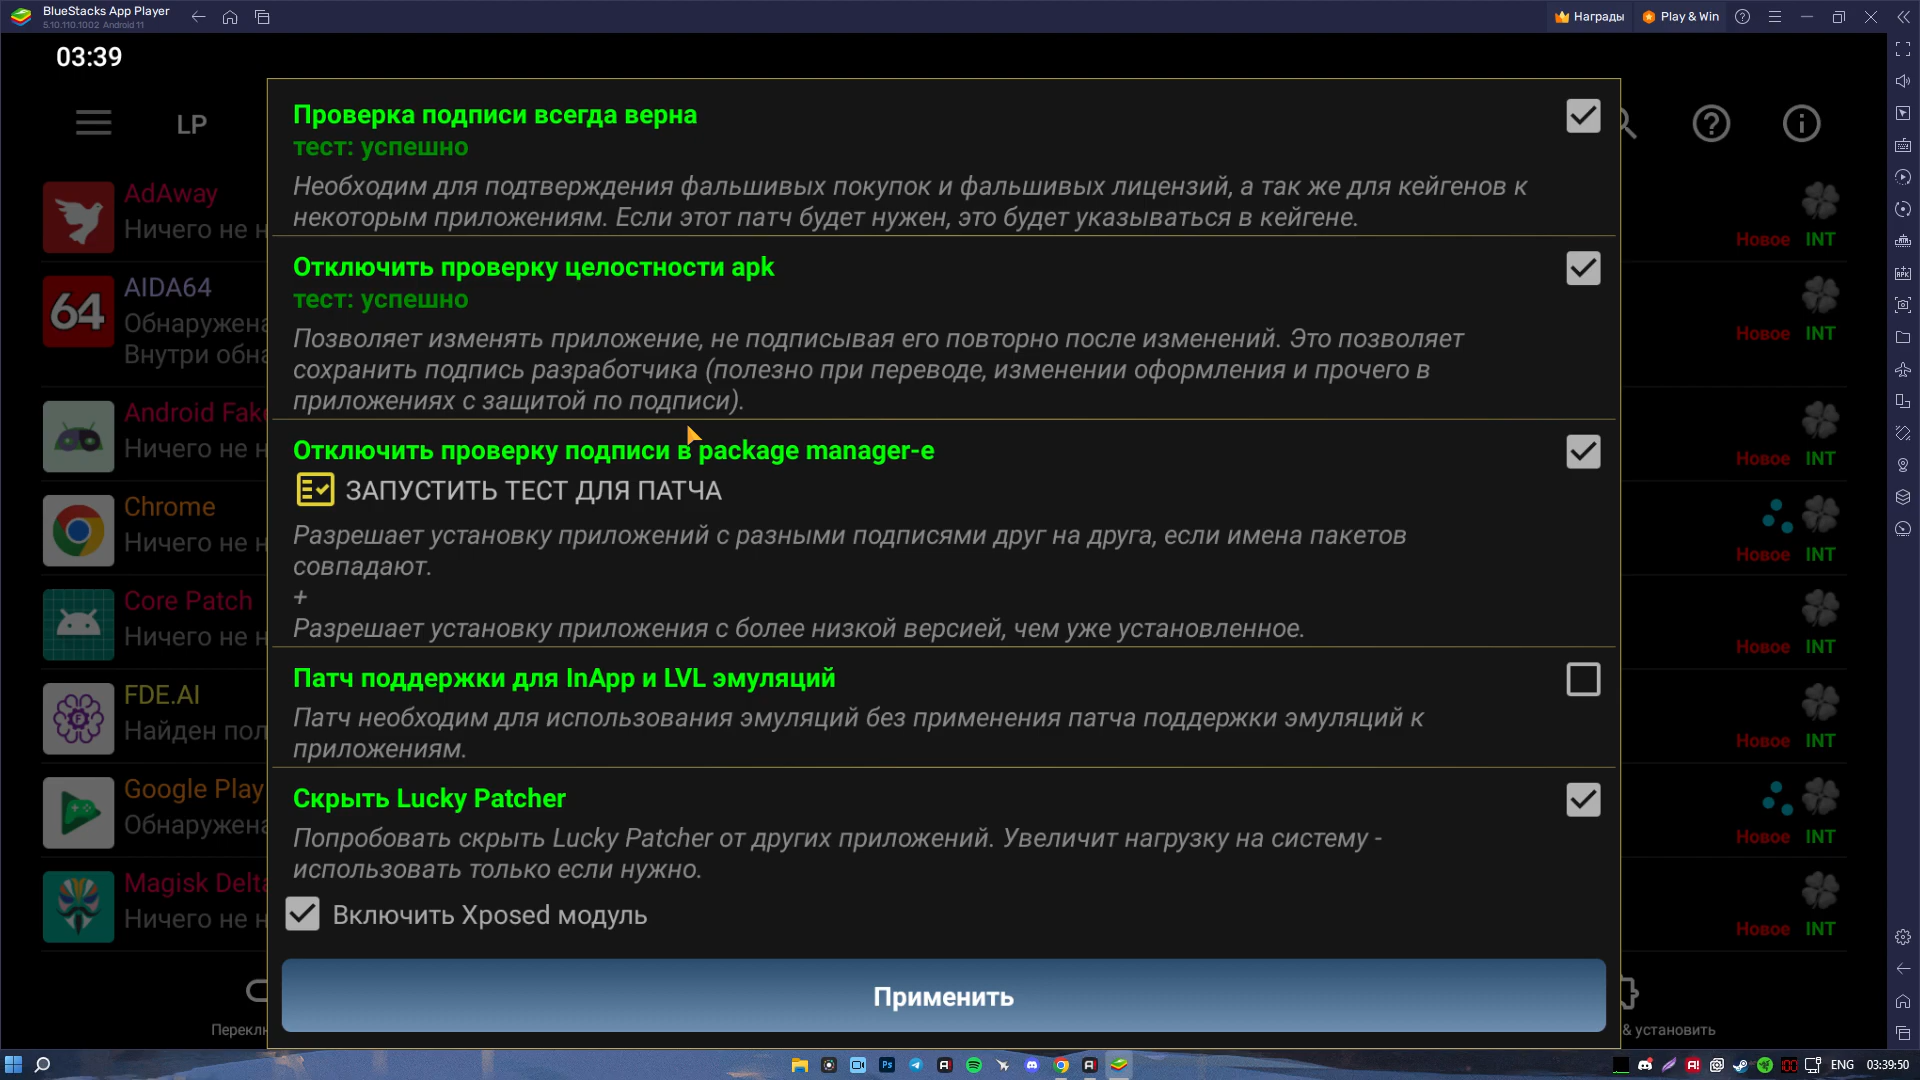 BlueStacks App Player
5.10.110.1002 Android 11
Награды
Play & Win
03:39
LP
Проверка подписи всегда верна
тест: успешно
Необходим для подтверждения фальшивых покупок и фальшивых лицензий, а так же для кейгенов к
некоторым приложениям. Если этот патч будет нужен, это будет указываться в кейгене.
Отключить проверку целостности apk
тест: успешно
Позволяет изменять приложение, не подписывая его повторно после изменений. Это позволяет
сохранить подпись разработчика (полезно при переводе, изменении оформления и прочего в
приложениях с защитой по подписи).
Отключить проверку подписи в package manager-е
ЗАПУСТИТЬ ТЕСТ ДЛЯ ПАТЧА
Разрешает установку приложений с разными подписями друг на друга, если имена пакетов
совпадают.
+
Разрешает установку приложения с более низкой версией, чем уже установленное.
Патч поддержки для InApp и LVL эмуляций
Патч необходим для использования эмуляций без применения патча поддержки эмуляций к
приложениям.
Скрыть Lucky Patcher
Попробовать скрыть Lucky Patcher от других приложений. Увеличит нагрузку на систему -
использовать только если нужно.
Включить Xposed модуль
Применить
AdAway
Ничего не н
Новое INT
64
AIDA64
Обнаружена
Внутри обна
Новое INT
Android Fake
Ничего не н
Новое INT
Chrome
Ничего не н
Новое INT
Core Patch
Ничего не н
Новое INT
FDE.AI
Найден пол
Новое INT
Google Play
Обнаружена
Новое INT
Magisk Delta
Ничего не н
Новое INT
Переклю
& установить
ENG
03:39:50